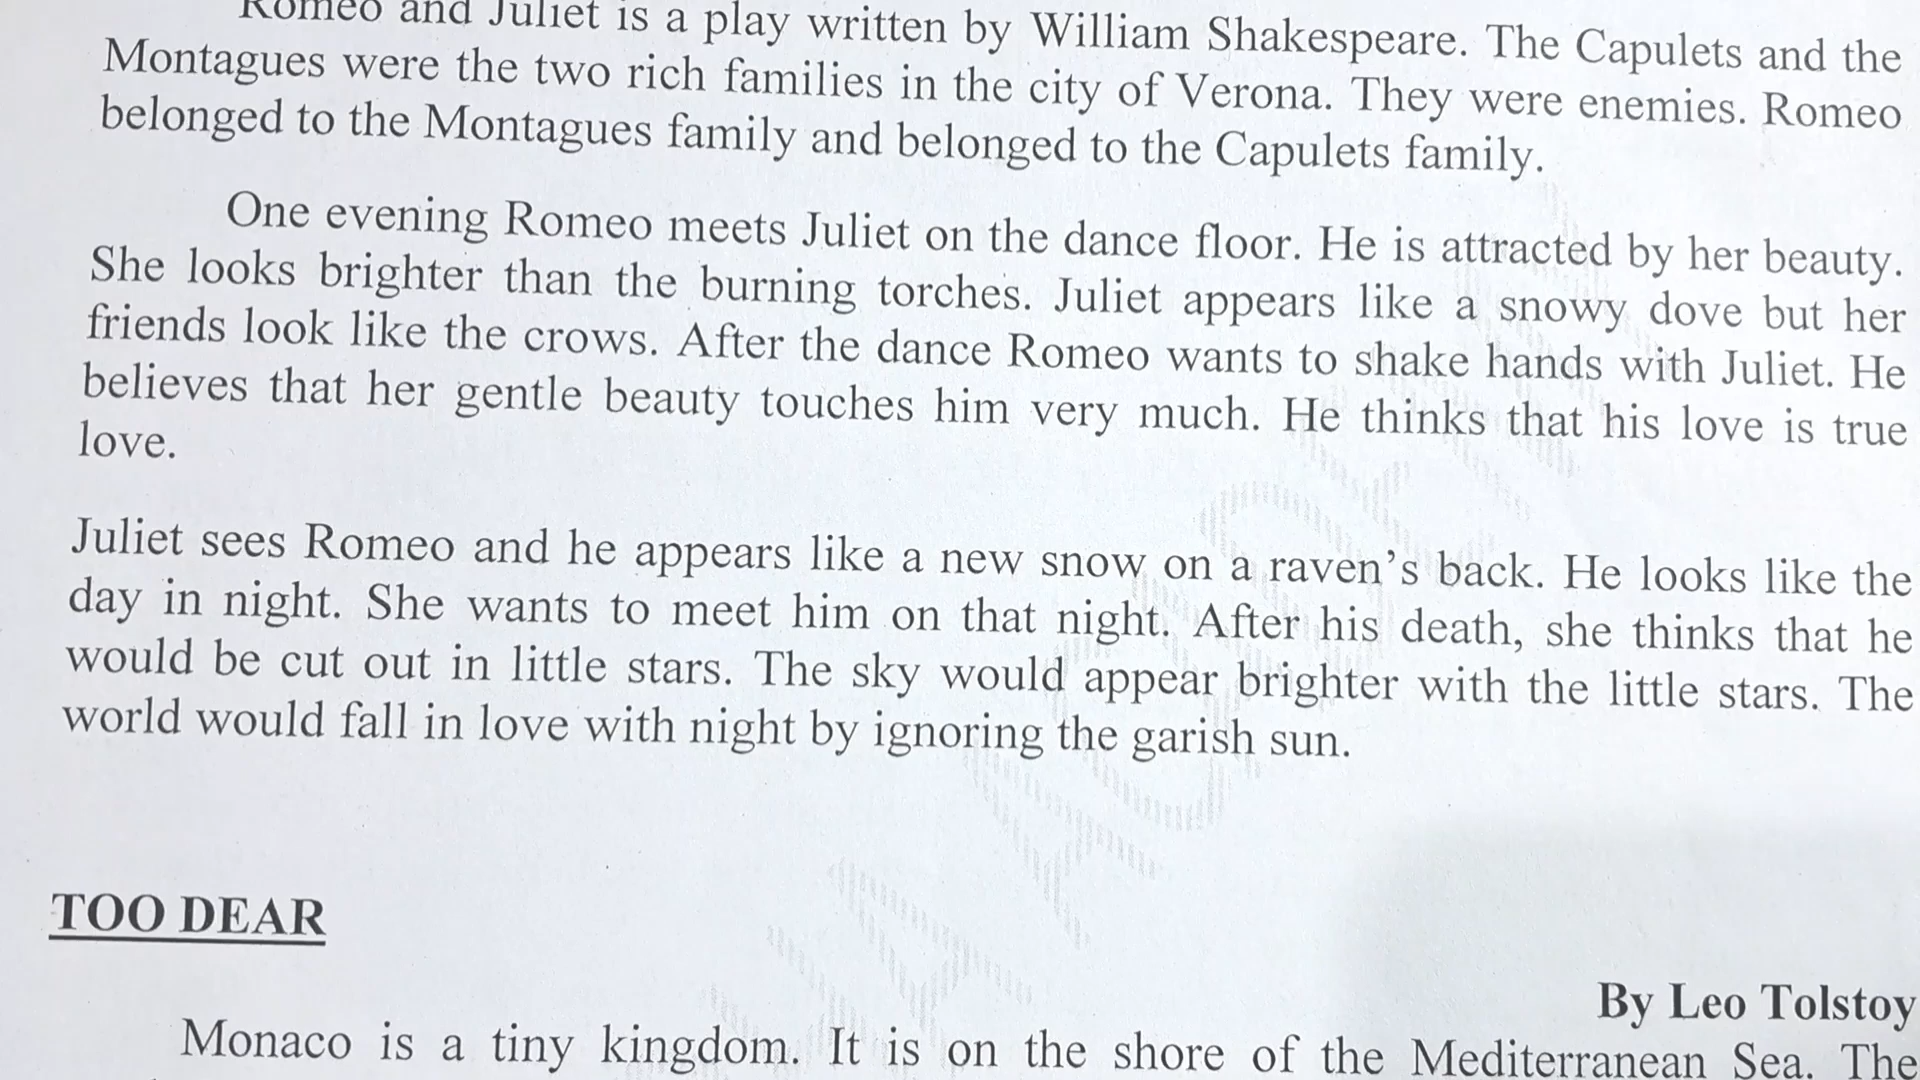 Romeo and Juliet is a play written by William Shakespeare. The Capulets and the
Montagues were the two rich families in the city of Verona. They were enemies. Romeo
belonged to the Montagues family and belonged to the Capulets family.
One evening Romeo meets Juliet on the dance floor. He is attracted by her beauty.
She looks brighter than the burning torches. Juliet appears like a snowy dove but her
friends look like the crows. After the dance Romeo wants to shake hands with Juliet. He
believes that her gentle beauty touches him very much. He thinks that his love is true
love.
Juliet sees Romeo and he appears like a new snow on a raven’s back. He looks like the
day in night. She wants to meet him on that night. After his death, she thinks that he
would be cut out in little stars. The sky would appear brighter with the little stars. The
world would fall in love with night by ignoring the garish sun.
TOO DEAR
By Leo Tolstoy
Monaco is a tiny kingdom. It is on the shore of the Mediterranean Sea. The